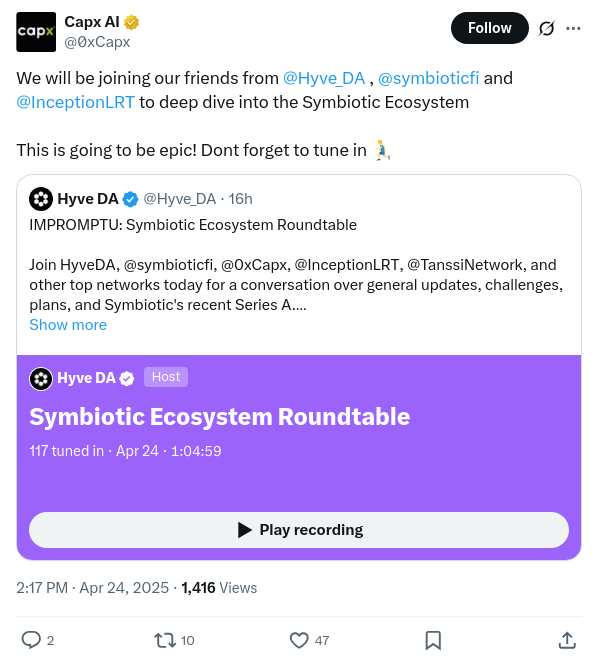 capx
Capx AI
@0xCapx
Follow
We will be joining our friends from @Hyve_DA , @symbioticfi and
@InceptionLRT to deep dive into the Symbiotic Ecosystem
This is going to be epic! Dont forget to tune in
Hyve DA @Hyve_DA · 16h
IMPROMPTU: Symbiotic Ecosystem Roundtable
Join HyveDA, @symbioticfi, @0xCapx, @InceptionLRT, @TanssiNetwork, and
other top networks today for a conversation over general updates, challenges,
plans, and Symbiotic's recent Series A....
Show more
Hyve DA Host
Symbiotic Ecosystem Roundtable
117 tuned in · Apr 24 · 1:04:59
Play recording
2:17 PM · Apr 24, 2025 · 1,416 Views
2 10 47